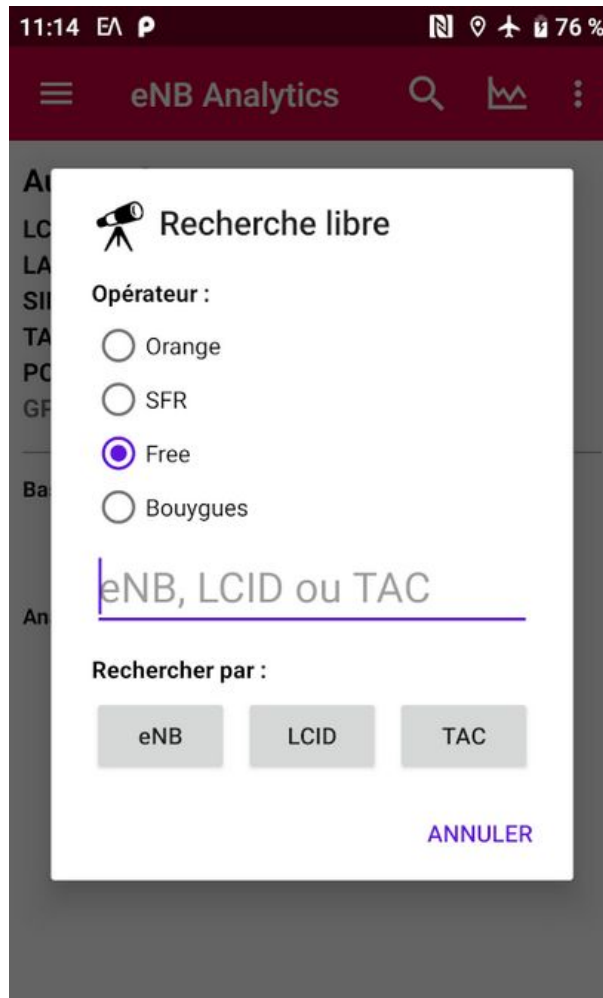 11:14 76 %
eNB Analytics
Recherche libre
Opérateur :
Orange
SFR
Free
Bouygues
eNB, LCID ou TAC
Rechercher par :
eNB LCID TAC
ANNULER